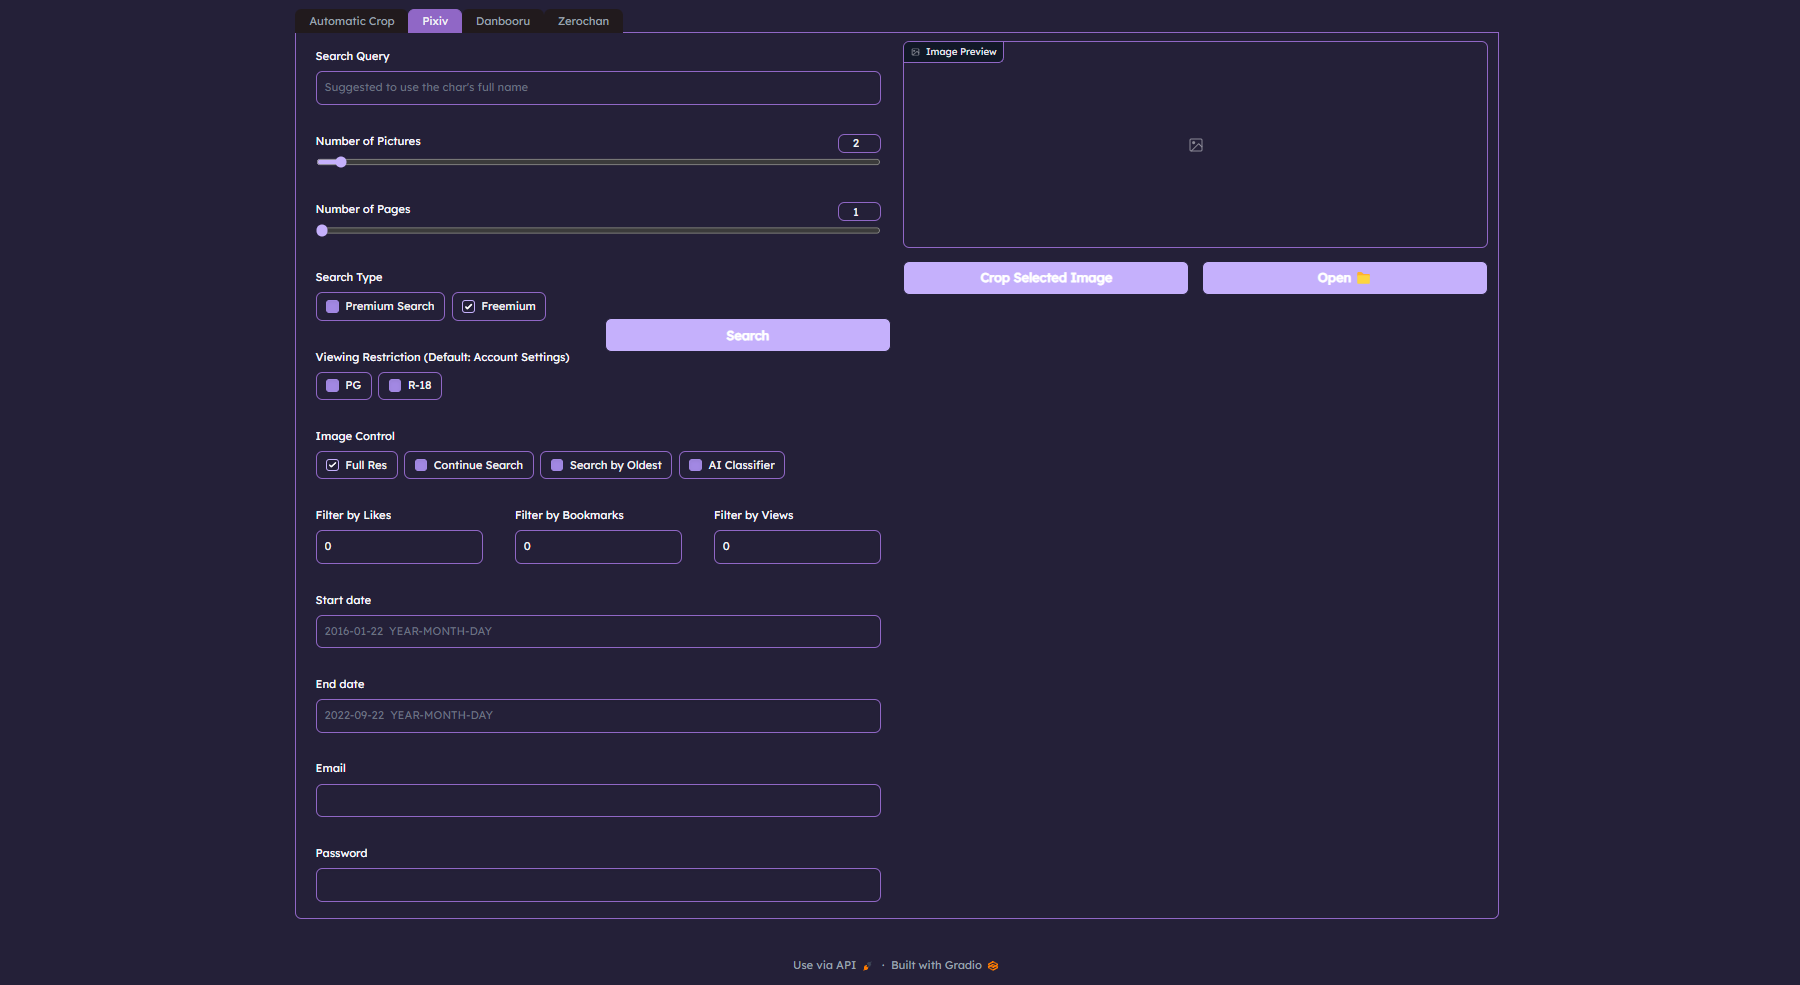 Automatic Crop Pixiv Danbooru Zerochan
Search Query
Suggested to use the char's full name
Number of Pictures 2
Number of Pages 1
Search Type
Premium Search Freemium
Search
Viewing Restriction (Default: Account Settings)
PG R-18
Image Control
Full Res Continue Search Search by Oldest AI Classifier
Filter by Likes Filter by Bookmarks Filter by Views
0 0 0
Start date
2016-01-22 YEAR-MONTH-DAY
End date
2022-09-22 YEAR-MONTH-DAY
Email
Password
Image Preview
Crop Selected Image Open
Use via API · Built with Gradio